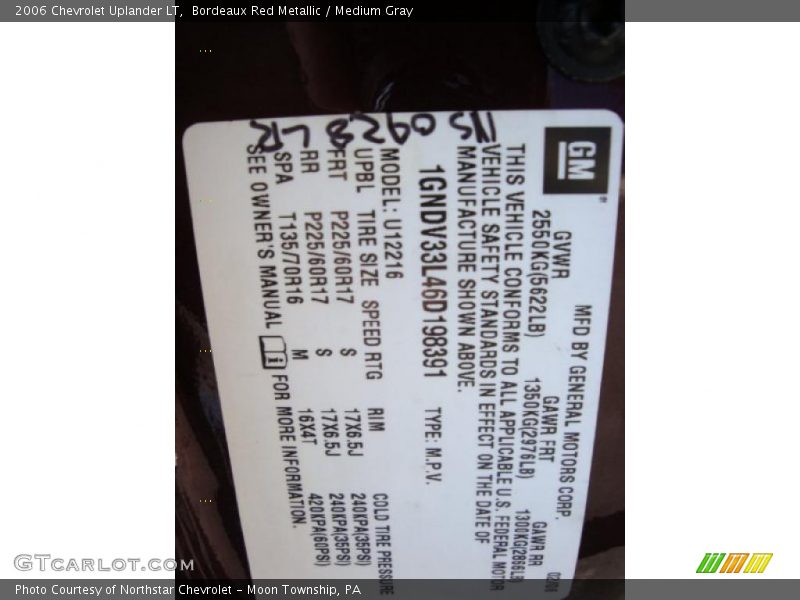 2006 Chevrolet Uplander LT, Bordeaux Red Metallic / Medium Gray
GM
MFD BY GENERAL MOTORS CORP.
GVWR GAWR FRT GAWR RR
2550KG(5622LB) 1350KG(2976LB) 1300KG(2866LB)
THIS VEHICLE CONFORMS TO ALL APPLICABLE U.S. FEDERAL MOTOR
VEHICLE SAFETY STANDARDS IN EFFECT ON THE DATE OF
MANUFACTURE SHOWN ABOVE.
1GNDV33L46D198391 TYPE: M.P.V.
MODEL: U12216
UPBL TIRE SIZE SPEED RTG RIM COLD TIRE PRESSURE
FRT P225/60R17 S 17X6.5J 240KPA(35PSI)
RR P225/60R17 S 17X6.5J 240KPA(35PSI)
SPA T135/70R16 M 16X4T 420KPA(60PSI)
SEE OWNER'S MANUAL i FOR MORE INFORMATION.
GTCarLot.com
Photo Courtesy of Northstar Chevrolet - Moon Township, PA